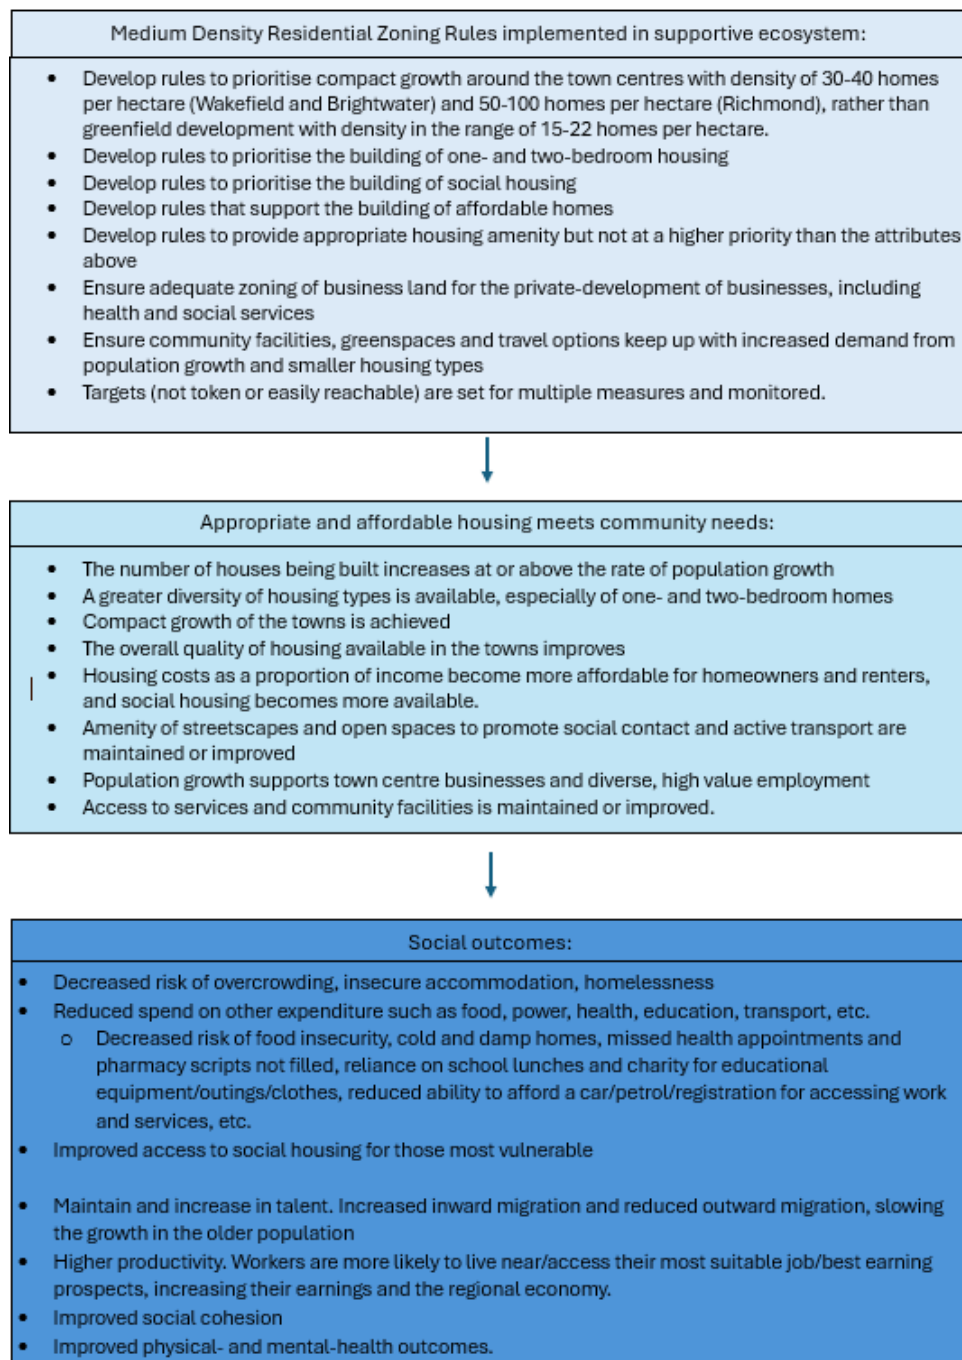 Medium Density Residential Zoning Rules implemented in supportive ecosystem:
• Develop rules to prioritise compact growth around the town centres with density of 30-40 homes
per hectare (Wakefield and Brightwater) and 50-100 homes per hectare (Richmond), rather than
greenfield development with density in the range of 15-22 homes per hectare.
• Develop rules to prioritise the building of one- and two-bedroom housing
• Develop rules to prioritise the building of social housing
• Develop rules that support the building of affordable homes
• Develop rules to provide appropriate housing amenity but not at a higher priority than the attributes
above
• Ensure adequate zoning of business land for the private-development of businesses, including
health and social services
• Ensure community facilities, greenspaces and travel options keep up with increased demand from
population growth and smaller housing types
• Targets (not token or easily reachable) are set for multiple measures and monitored.
Appropriate and affordable housing meets community needs:
• The number of houses being built increases at or above the rate of population growth
• A greater diversity of housing types is available, especially of one- and two-bedroom homes
• Compact growth of the towns is achieved
• The overall quality of housing available in the towns improves
• Housing costs as a proportion of income become more affordable for homeowners and renters,
and social housing becomes more available.
• Amenity of streetscapes and open spaces to promote social contact and active transport are
maintained or improved
• Population growth supports town centre businesses and diverse, high value employment
• Access to services and community facilities is maintained or improved.
Social outcomes:
• Decreased risk of overcrowding, insecure accommodation, homelessness
• Reduced spend on other expenditure such as food, power, health, education, transport, etc.
o Decreased risk of food insecurity, cold and damp homes, missed health appointments and
pharmacy scripts not filled, reliance on school lunches and charity for educational
equipment/outings/clothes, reduced ability to afford a car/petrol/registration for accessing work
and services, etc.
• Improved access to social housing for those most vulnerable
• Maintain and increase in talent. Increased inward migration and reduced outward migration, slowing
the growth in the older population
• Higher productivity. Workers are more likely to live near/access their most suitable job/best earning
prospects, increasing their earnings and the regional economy.
• Improved social cohesion
• Improved physical- and mental-health outcomes.